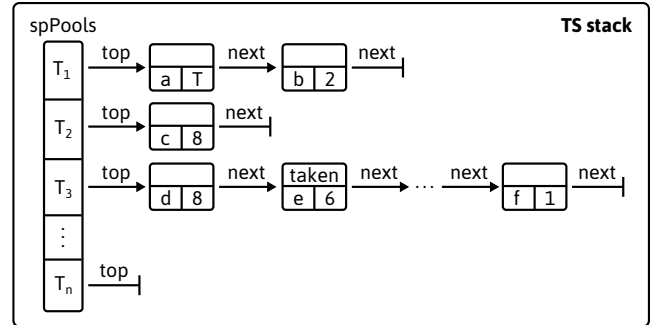 spPools TS stack
top next next
T₁ a T b 2
top next
T₂ c 8
top next taken next next next
T₃ d 8 e 6 ... f 1
⋮
top
Tₙ